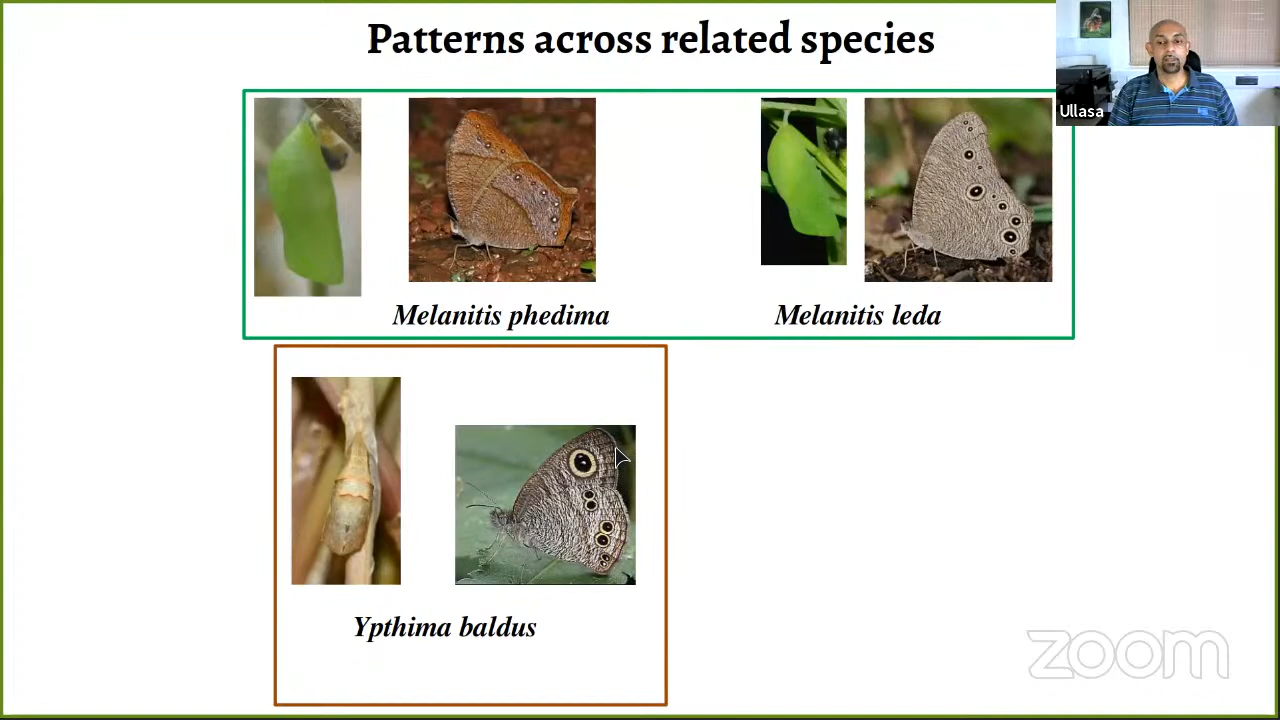 Patterns across related species
Ullasa
Melanitis phedima
Melanitis leda
Ypthima baldus
zoom